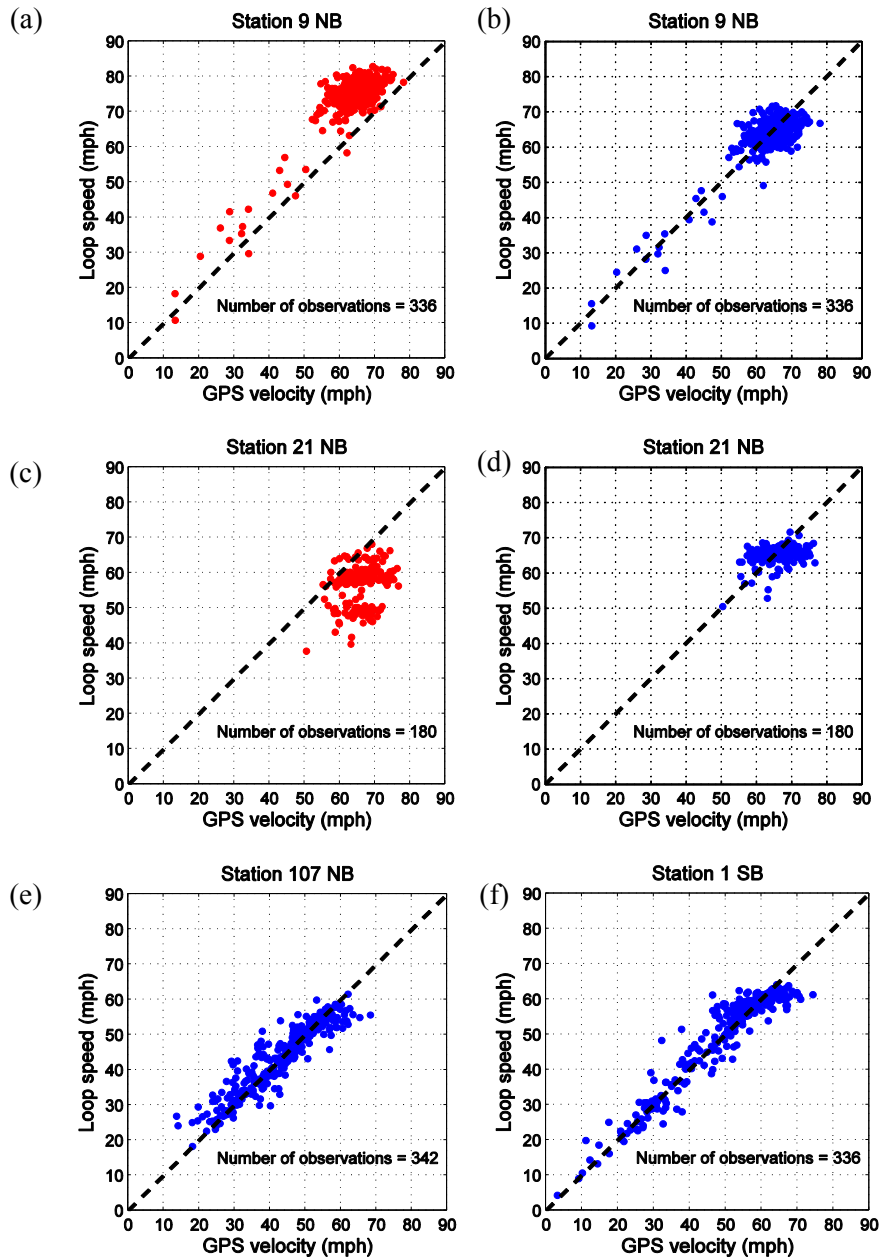 (a)
Station 9 NB
90
80
70
60
50
40
30
20
10
0
Loop speed (mph)
Number of observations = 336
0 10 20 30 40 50 60 70 80 90
GPS velocity (mph)
(b)
Station 9 NB
90
80
70
60
50
40
30
20
10
0
Loop speed (mph)
Number of observations = 336
0 10 20 30 40 50 60 70 80 90
GPS velocity (mph)
(c)
Station 21 NB
90
80
70
60
50
40
30
20
10
0
Loop speed (mph)
Number of observations = 180
0 10 20 30 40 50 60 70 80 90
GPS velocity (mph)
(d)
Station 21 NB
90
80
70
60
50
40
30
20
10
0
Loop speed (mph)
Number of observations = 180
0 10 20 30 40 50 60 70 80 90
GPS velocity (mph)
(e)
Station 107 NB
90
80
70
60
50
40
30
20
10
0
Loop speed (mph)
Number of observations = 342
0 10 20 30 40 50 60 70 80 90
GPS velocity (mph)
(f)
Station 1 SB
90
80
70
60
50
40
30
20
10
0
Loop speed (mph)
Number of observations = 336
0 10 20 30 40 50 60 70 80 90
GPS velocity (mph)